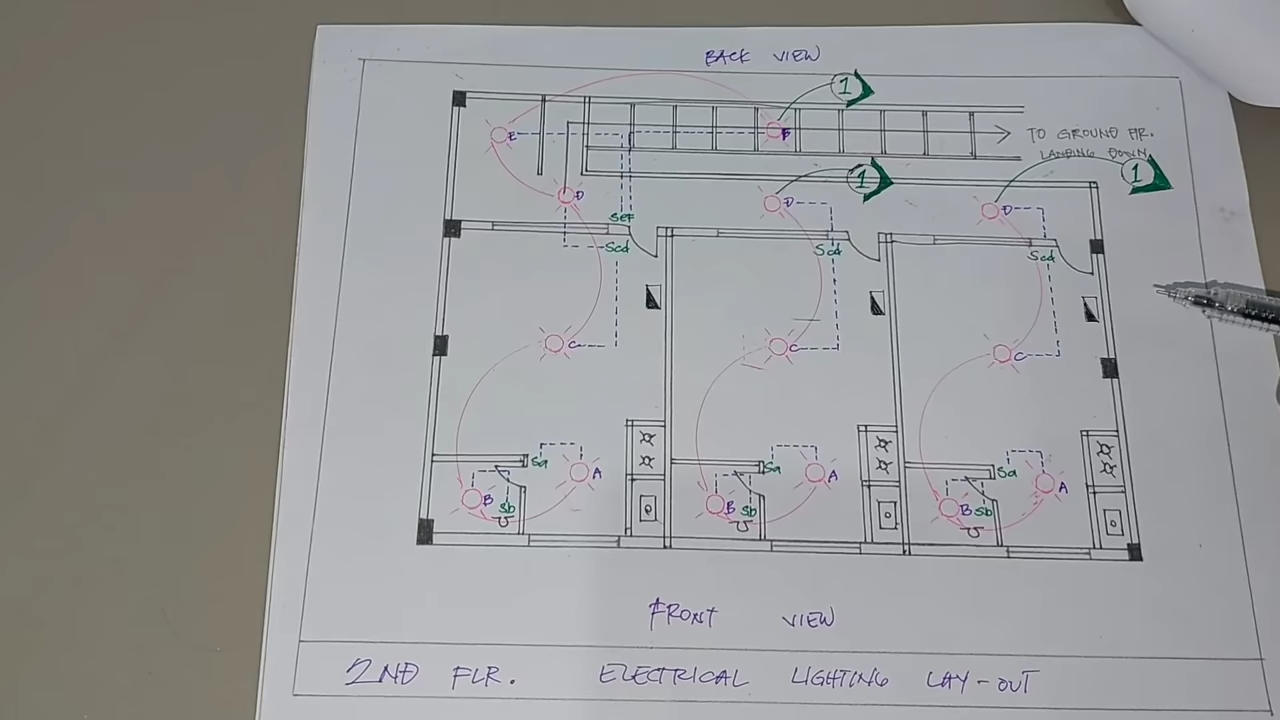 BACK VIEW
1
E
F
TO GROUND FLR.
LANDING DOWN
1
1
D
D
D
SeF
Scd
Scd
Scd
C
C
C
Sa
A
Sa
A
Sa
A
B
Sb
B
Sb
B
Sb
FRONT VIEW
2ND FLR. ELECTRICAL LIGHTING LAY-OUT